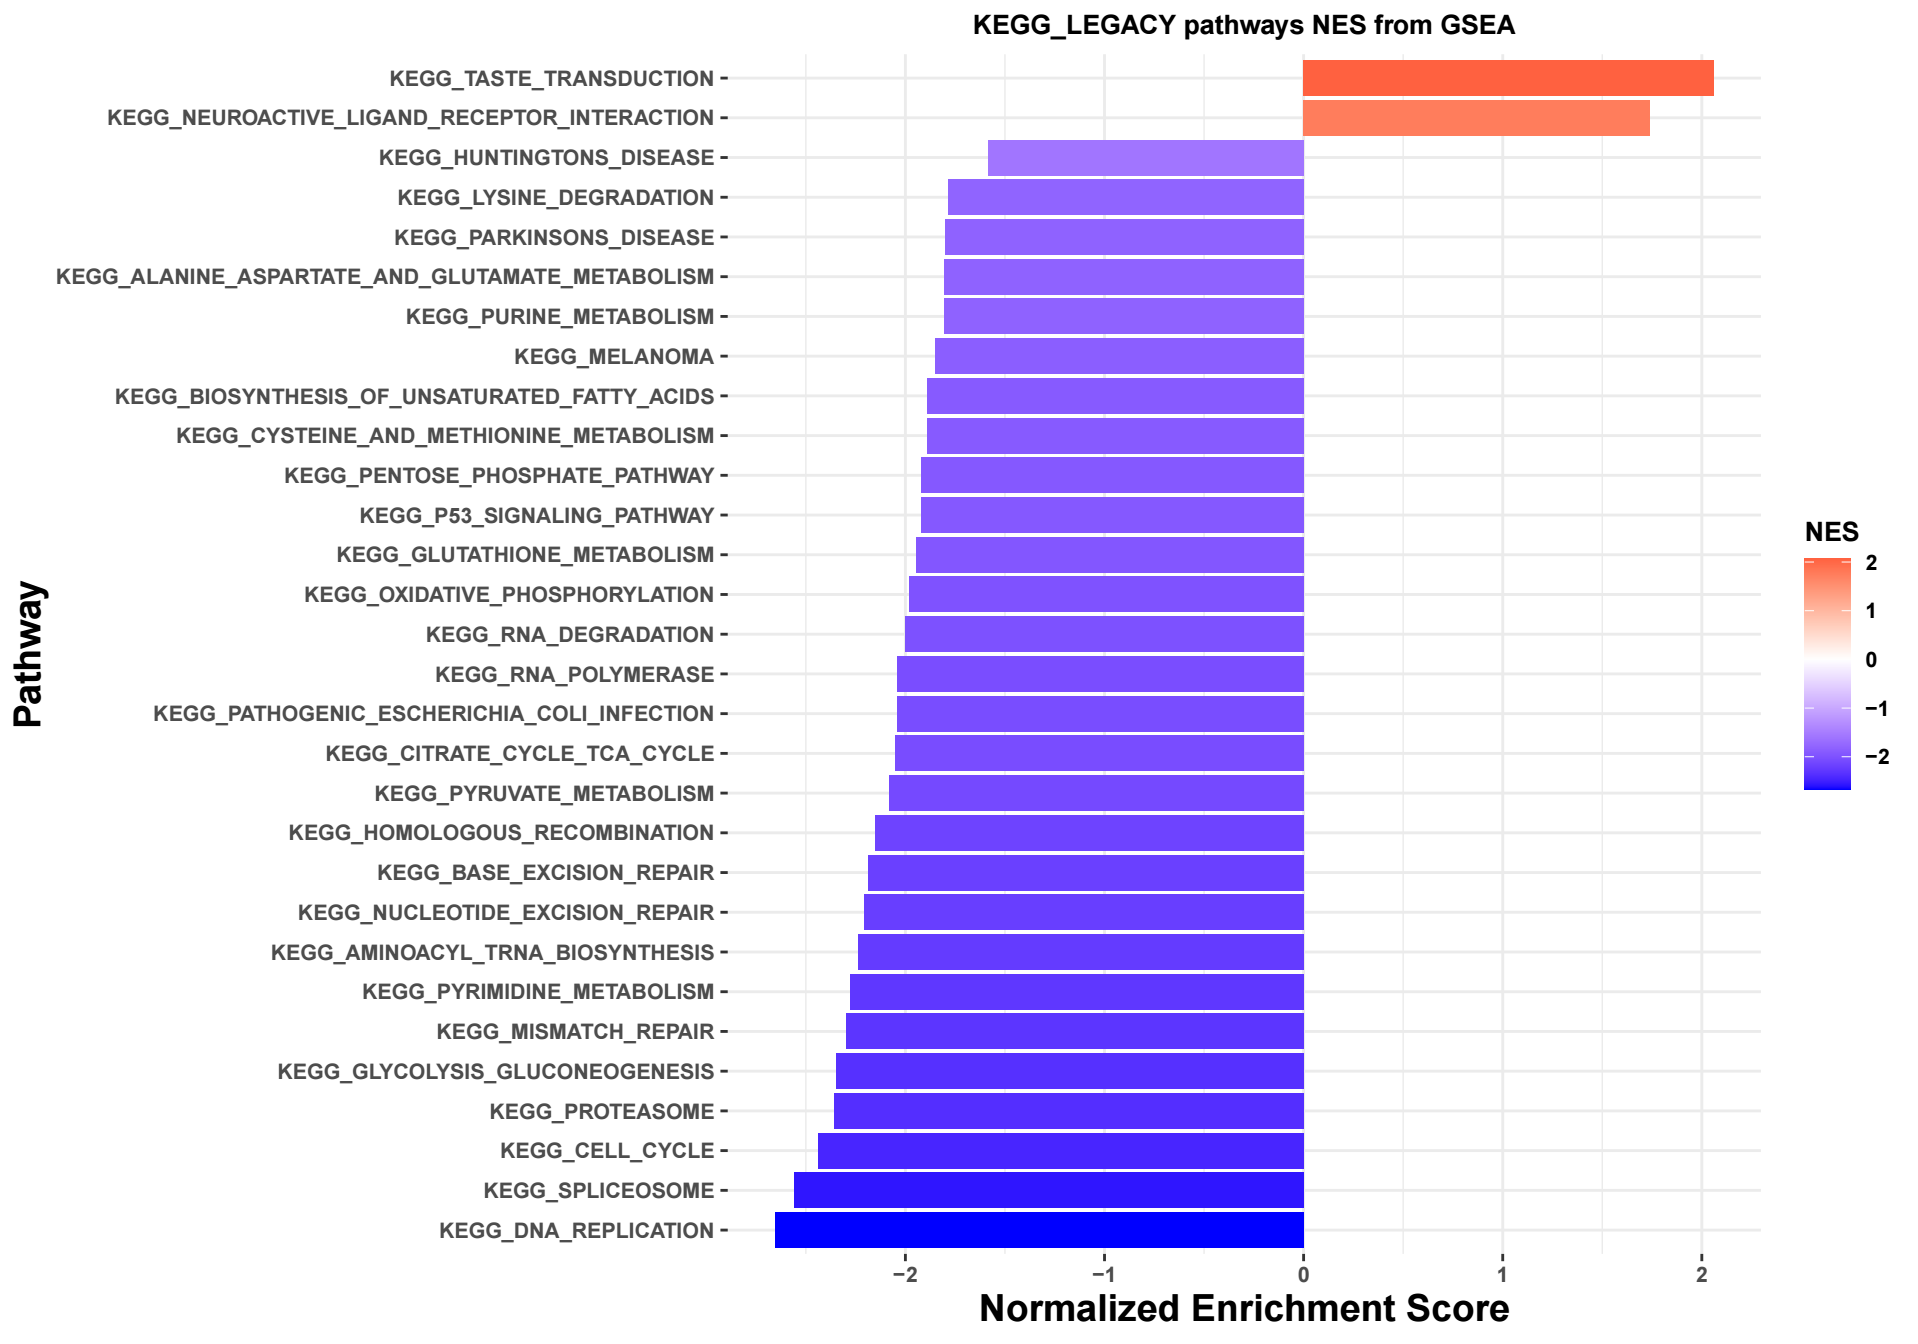 KEGG_LEGACY pathways NES from GSEA
KEGG_TASTE_TRANSDUCTION
KEGG_NEUROACTIVE_LIGAND_RECEPTOR_INTERACTION
KEGG_HUNTINGTONS_DISEASE
KEGG_LYSINE_DEGRADATION
KEGG_PARKINSONS_DISEASE
KEGG_ALANINE_ASPARTATE_AND_GLUTAMATE_METABOLISM
KEGG_PURINE_METABOLISM
KEGG_MELANOMA
KEGG_BIOSYNTHESIS_OF_UNSATURATED_FATTY_ACIDS
KEGG_CYSTEINE_AND_METHIONINE_METABOLISM
KEGG_PENTOSE_PHOSPHATE_PATHWAY
KEGG_P53_SIGNALING_PATHWAY
KEGG_GLUTATHIONE_METABOLISM
KEGG_OXIDATIVE_PHOSPHORYLATION
KEGG_RNA_DEGRADATION
KEGG_RNA_POLYMERASE
KEGG_PATHOGENIC_ESCHERICHIA_COLI_INFECTION
KEGG_CITRATE_CYCLE_TCA_CYCLE
KEGG_PYRUVATE_METABOLISM
KEGG_HOMOLOGOUS_RECOMBINATION
KEGG_BASE_EXCISION_REPAIR
KEGG_NUCLEOTIDE_EXCISION_REPAIR
KEGG_AMINOACYL_TRNA_BIOSYNTHESIS
KEGG_PYRIMIDINE_METABOLISM
KEGG_MISMATCH_REPAIR
KEGG_GLYCOLYSIS_GLUCONEOGENESIS
KEGG_PROTEASOME
KEGG_CELL_CYCLE
KEGG_SPLICEOSOME
KEGG_DNA_REPLICATION
Pathway
−2 −1 0 1 2
Normalized Enrichment Score
NES
2
1
0
−1
−2